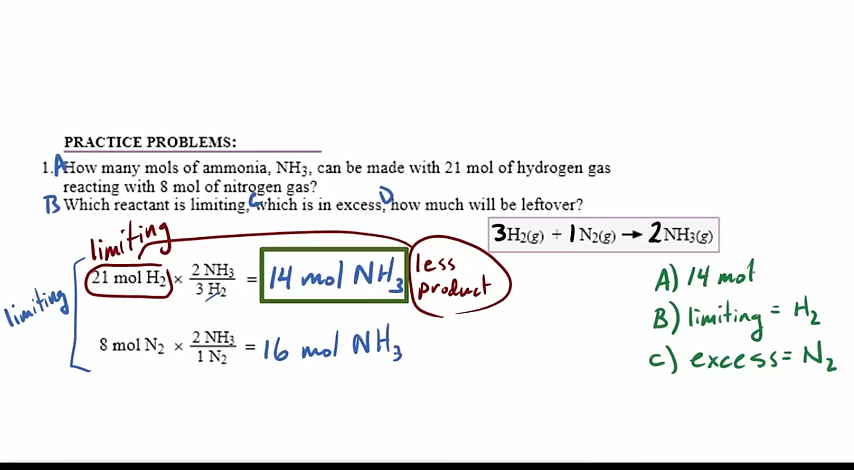 PRACTICE PROBLEMS:
1. A How many mols of ammonia, NH₃, can be made with 21 mol of hydrogen gas
reacting with 8 mol of nitrogen gas?
B Which reactant is limiting, C which is in excess, D how much will be leftover?
3H₂(g) + 1N₂(g) → 2NH₃(g)
limiting
limiting
21 mol H₂ × 2 NH₃ / 3 H₂ = 14 mol NH₃
less
product
8 mol N₂ × 2 NH₃ / 1 N₂ = 16 mol NH₃
A) 14 mol
B) limiting = H₂
C) excess = N₂